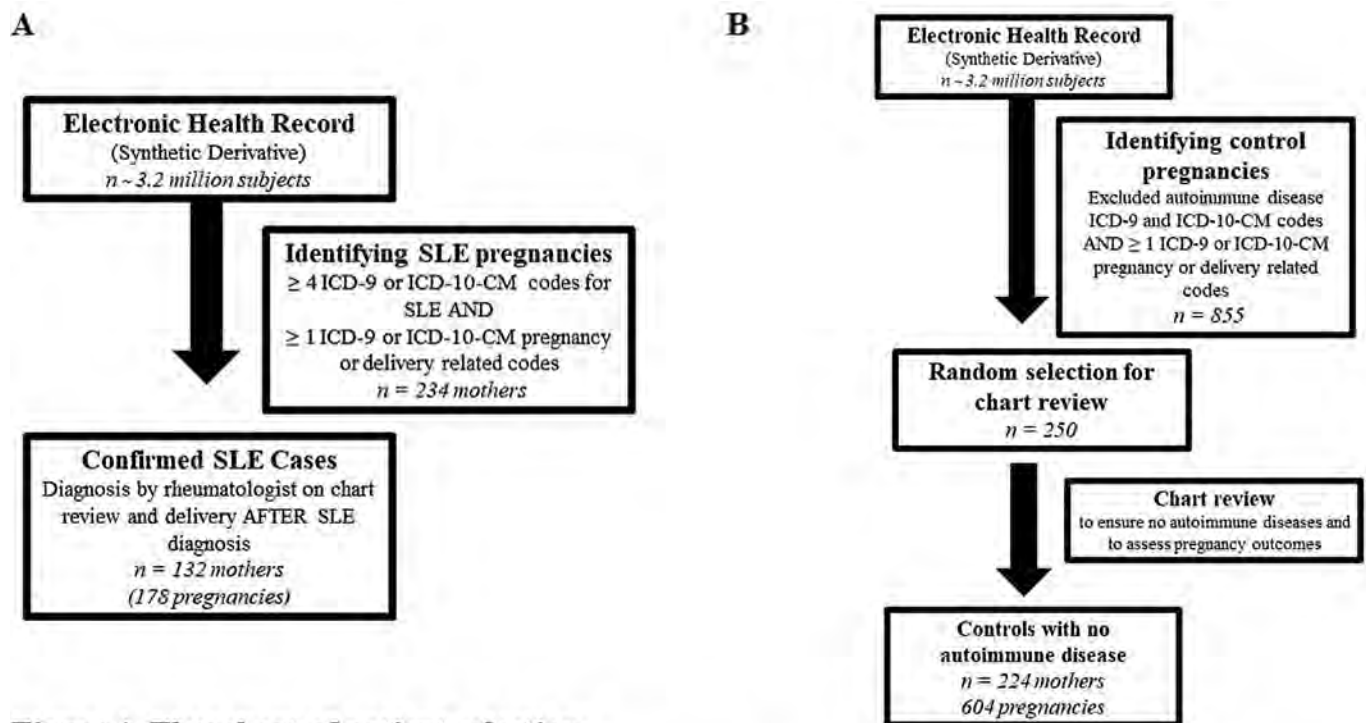 A
Electronic Health Record
(Synthetic Derivative)
n ~ 3.2 million subjects
Identifying SLE pregnancies
≥ 4 ICD-9 or ICD-10-CM codes for
SLE AND
≥ 1 ICD-9 or ICD-10-CM pregnancy
or delivery related codes
n = 234 mothers
Confirmed SLE Cases
Diagnosis by rheumatologist on chart
review and delivery AFTER SLE
diagnosis
n = 132 mothers
(178 pregnancies)
B
Electronic Health Record
(Synthetic Derivative)
n ~ 3.2 million subjects
Identifying control
pregnancies
Excluded autoimmune disease
ICD-9 and ICD-10-CM codes
AND ≥ 1 ICD-9 or ICD-10-CM
pregnancy or delivery related
codes
n = 855
Random selection for
chart review
n = 250
Chart review
to ensure no autoimmune diseases and
to assess pregnancy outcomes
Controls with no
autoimmune disease
n = 224 mothers
604 pregnancies